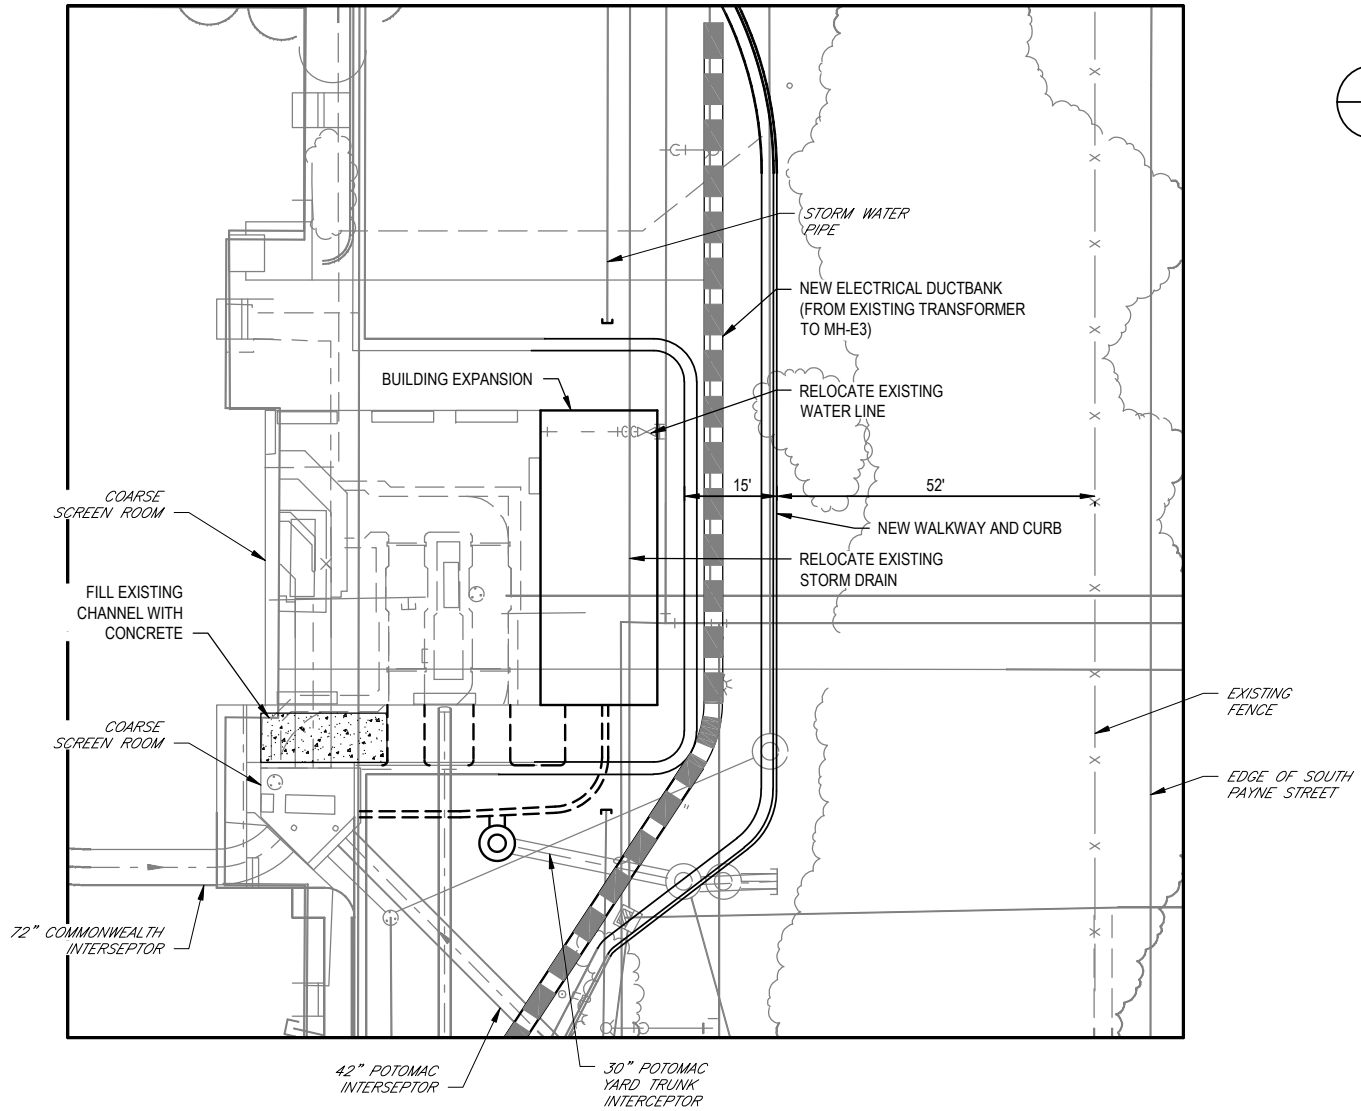 STORM WATER
PIPE
NEW ELECTRICAL DUCTBANK
(FROM EXISTING TRANSFORMER
TO MH-E3)
BUILDING EXPANSION
RELOCATE EXISTING
WATER LINE
15'
52'
COARSE
SCREEN ROOM
NEW WALKWAY AND CURB
RELOCATE EXISTING
STORM DRAIN
FILL EXISTING
CHANNEL WITH
CONCRETE
EXISTING
FENCE
COARSE
SCREEN ROOM
EDGE OF SOUTH
PAYNE STREET
72" COMMONWEALTH
INTERSEPTOR
42" POTOMAC
INTERSEPTOR
30" POTOMAC
YARD TRUNK
INTERCEPTOR